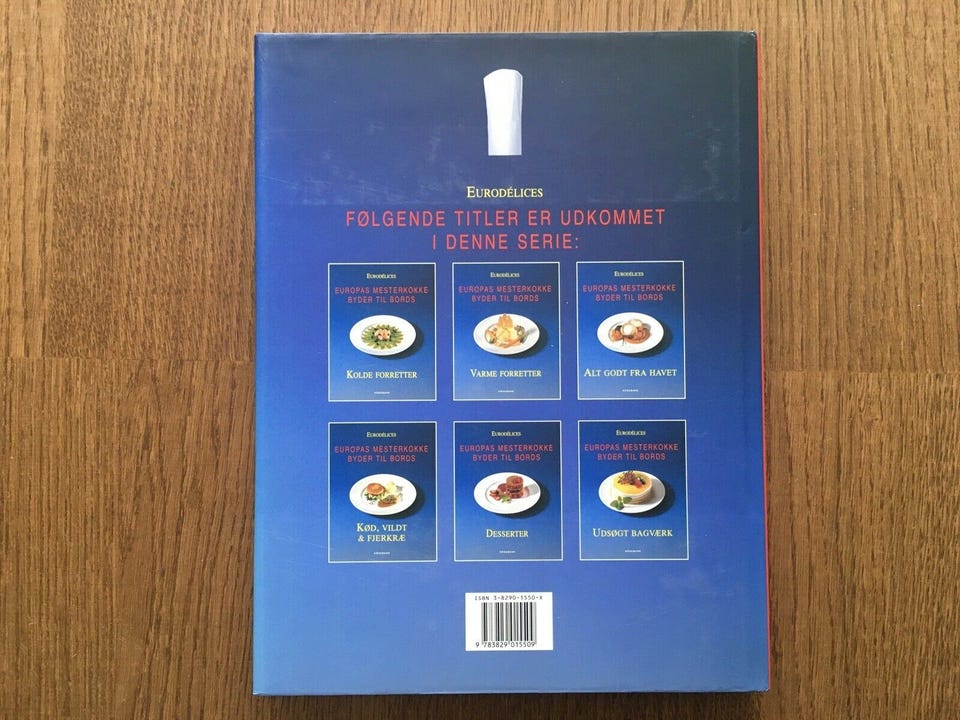 EURODÉLICES
FØLGENDE TITLER ER UDKOMMET
I DENNE SERIE:
EURODÉLICES
EUROPAS MESTERKOKKE
BYDER TIL BORDS
KOLDE FORRETTER
EURODÉLICES
EUROPAS MESTERKOKKE
BYDER TIL BORDS
VARME FORRETTER
EURODÉLICES
EUROPAS MESTERKOKKE
BYDER TIL BORDS
ALT GODT FRA HAVET
EURODÉLICES
EUROPAS MESTERKOKKE
BYDER TIL BORDS
KØD, VILDT
& FJERKRÆ
EURODÉLICES
EUROPAS MESTERKOKKE
BYDER TIL BORDS
DESSERTER
EURODÉLICES
EUROPAS MESTERKOKKE
BYDER TIL BORDS
UDSØGT BAGVÆRK
ISBN 3-8290-1550-X
9 783829 015509